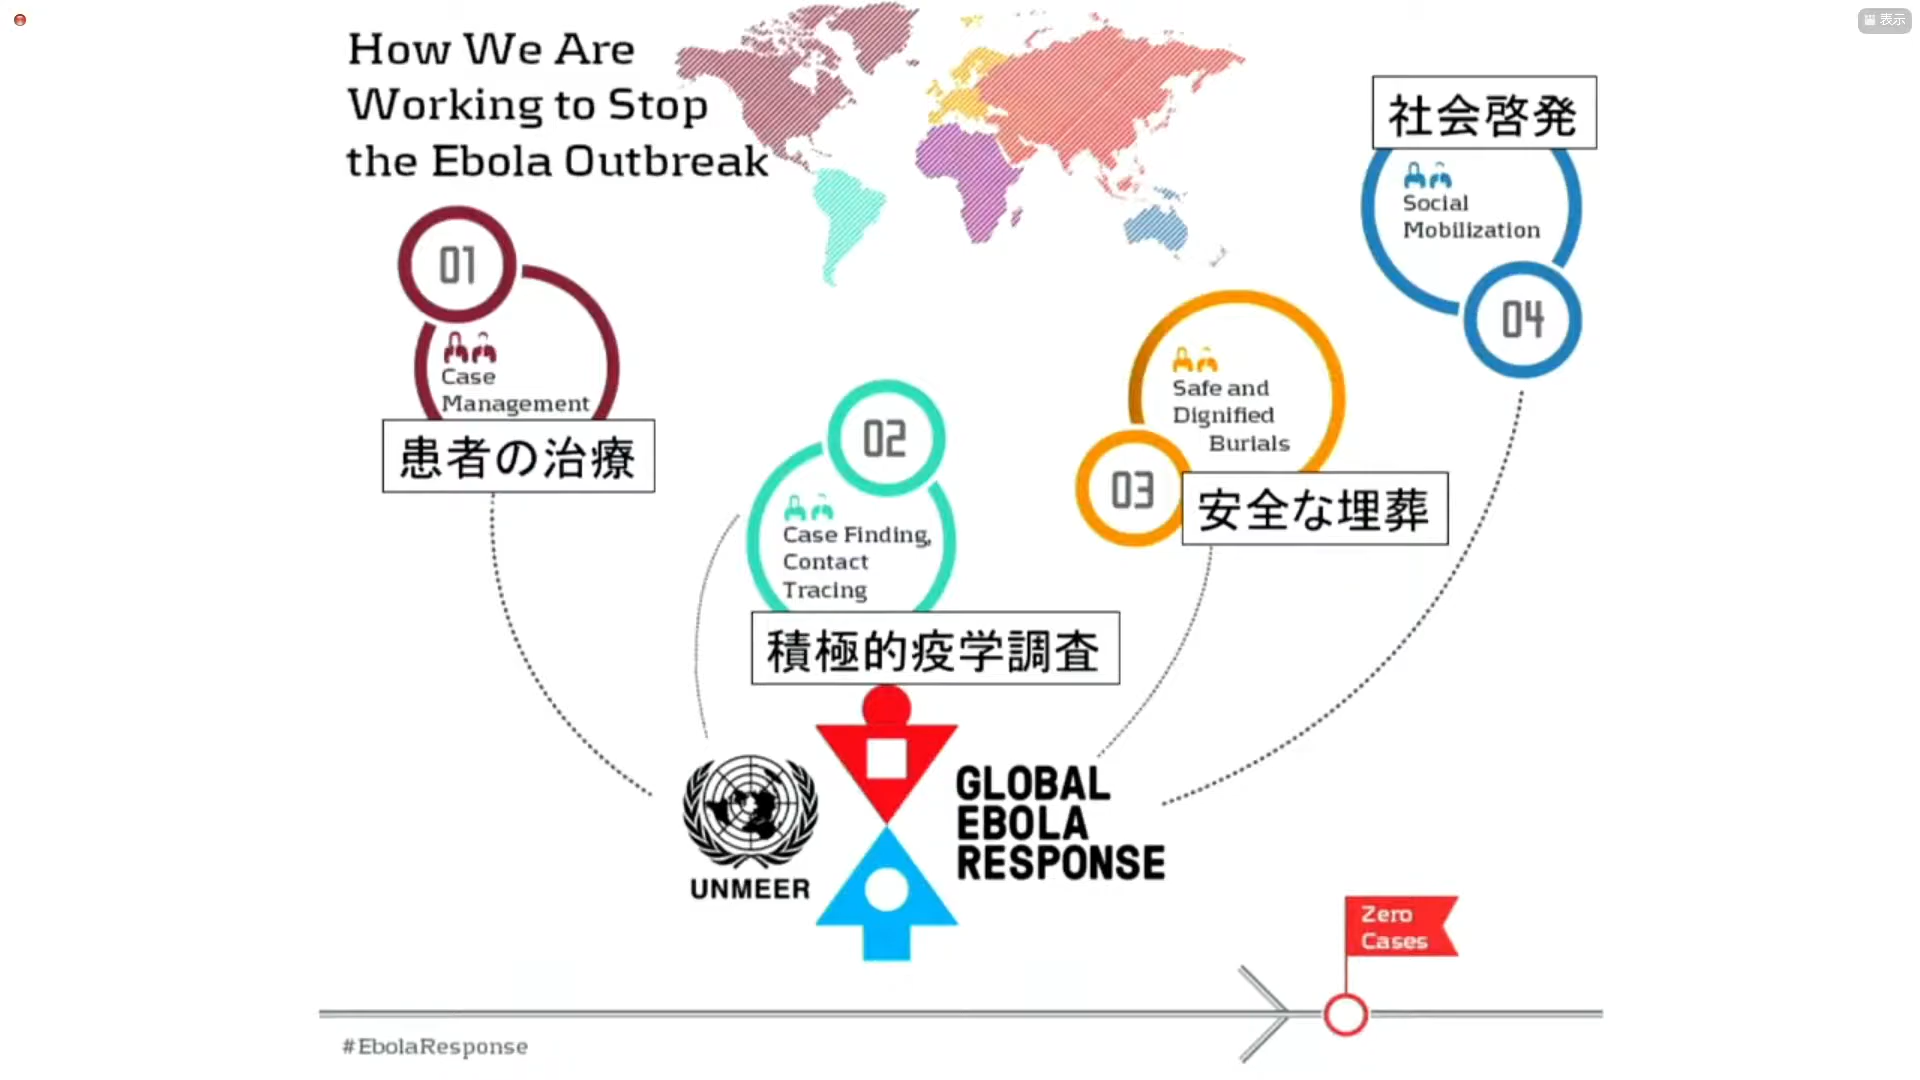 How We Are
Working to Stop
the Ebola Outbreak
01
Case
Management
患者の治療
02
Case Finding,
Contact
Tracing
積極的疫学調査
03
Safe and
Dignified
Burials
安全な埋葬
社会啓発
Social
Mobilization
04
UNMEER
GLOBAL
EBOLA
RESPONSE
Zero
Cases
#EbolaResponse
表示